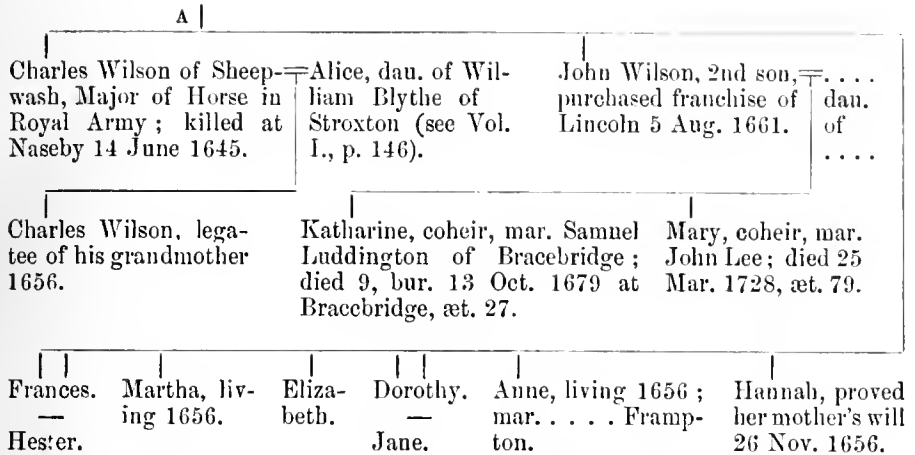 A
Charles Wilson of Sheep-
wash, Major of Horse in
Royal Army ; killed at
Naseby 14 June 1645.
Alice, dau. of Wil-
liam Blythe of
Stroxton (see Vol.
I., p. 146).
John Wilson, 2nd son,
purchased franchise of
Lincoln 5 Aug. 1661.
. . . .
dau.
of
. . . .
Charles Wilson, lega-
tee of his grandmother
1656.
Katharine, coheir, mar. Samuel
Luddington of Bracebridge ;
died 9, bur. 13 Oct. 1679 at
Bracebridge, æt. 27.
Mary, coheir, mar.
John Lee ; died 25
Mar. 1728, æt. 79.
Frances.
—
Hester.
Martha, liv-
ing 1656.
Eliza-
beth.
Dorothy.
—
Jane.
Anne, living 1656 ;
mar. . . . . . Framp-
ton.
Hannah, proved
her mother's will
26 Nov. 1656.